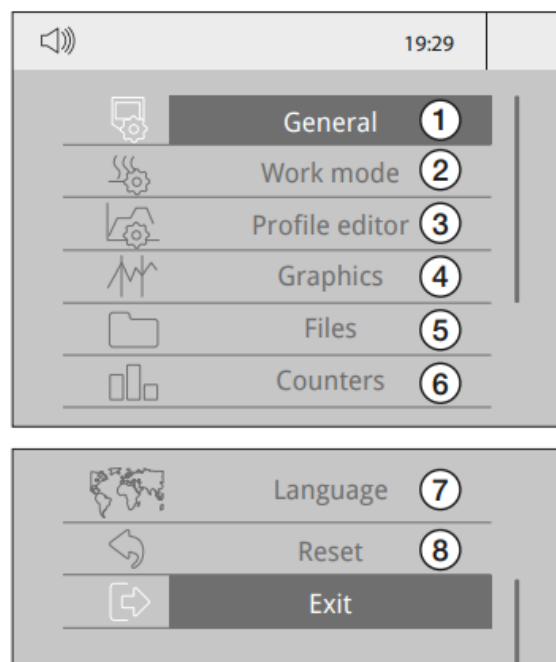 19:29
General 1
Work mode 2
Profile editor 3
Graphics 4
Files 5
Counters 6
Language 7
Reset 8
Exit